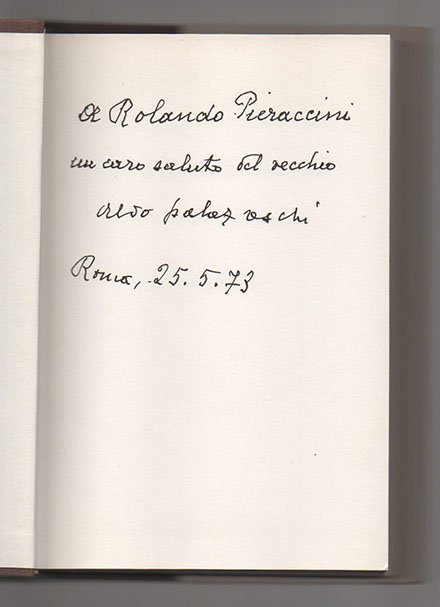 a Rolando Pieraccini
un caro saluto del vecchio
aldo palazzeschi
Roma, 25.5.73